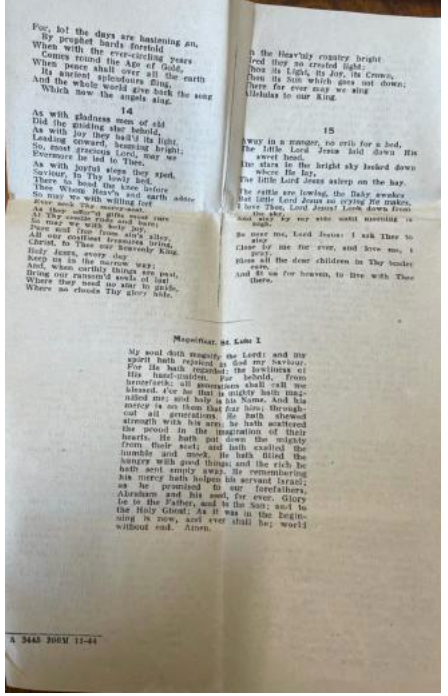 For, lo! the days are hastening on,
By prophet bards foretold
When with the ever-circling years
Comes round the Age of Gold,
When peace shall over all the earth
Its ancient splendours fling,
And the whole world give back the song
Which now the angels sing.
14
As with gladness men of old
Did the guiding star behold,
As with joy they hail'd its light,
Leading onward, beaming bright;
So, most gracious Lord, may we
Evermore be led to Thee.
As with joyful steps they sped,
Saviour, to Thy lowly bed,
There to bend the knee before
Thee Whom Heav'n and earth adore
So may we with willing feet
Ever seek Thy mercy-seat.
As they offer'd gifts most rare
At Thy cradle rude and bare;
So may we with holy joy,
Pure and free from sin's alloy,
All our costliest treasures bring,
Christ, to Thee our heavenly King.
Holy Jesus, every day
Keep us in the narrow way;
And, when earthly things are past,
Bring our ransom'd souls at last
Where they need no star to guide,
Where no clouds Thy glory hide.
n the Heav'nly country bright
eed they no created light;
Thou its Light, its Joy, its Crown,
Thou its Sun which goes not down;
There for ever may we sing
Alleluias to our King.
15
Away in a manger, no crib for a bed,
The little Lord Jesus laid down His
sweet head.
The stars in the bright sky looked down
where He lay,
The little Lord Jesus asleep on the hay.
The cattle are lowing, the Baby awakes
But little Lord Jesus no crying He makes.
I love Thee, Lord Jesus! Look down from
the sky,
And stay by my side until morning is
nigh.
Be near me, Lord Jesus: I ask Thee to
stay
Close by me for ever, and love me, I
pray.
Bless all the dear children in Thy tender
care,
And fit us for heaven, to live with Thee
there.
Magnificat. St. Luke I.
My soul doth magnify the Lord: and my
spirit hath rejoiced in God my Saviour.
For He hath regarded: the lowliness of
His hand-maiden. For behold, from
henceforth: all generations shall call me
blessed. For he that is mighty hath mag-
nified me; and holy is his Name. And his
mercy is on them that fear him; through-
out all generations. He hath shewed
strength with his arm: he hath scattered
the proud in the imagination of their
hearts. He hath put down the mighty
from their seat; and hath exalted the
humble and meek. He hath filled the
hungry with good things; and the rich he
hath sent empty away. He remembering
his mercy hath holpen his servant Israel;
as he promised to our forefathers,
Abraham and his seed, for ever. Glory
be to the Father, and to the Son; and to
the Holy Ghost; As it was in the begin-
ning is now, and ever shall be; world
without end. Amen.
A 3445 200M 11-44